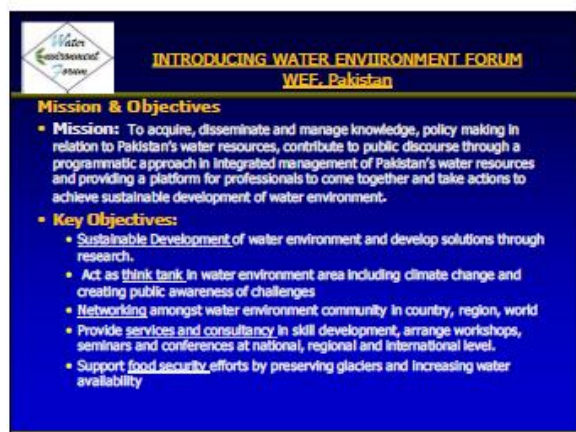 Water
Environment
Forum
INTRODUCING WATER ENVIIRONMENT FORUM
WEF, Pakistan
Mission & Objectives
• Mission: To acquire, disseminate and manage knowledge, policy making in
relation to Pakistan's water resources, contribute to public discourse through a
programmatic approach in integrated management of Pakistan's water resources
and providing a platform for professionals to come together and take actions to
achieve sustainable development of water environment.
• Key Objectives:
• Sustainable Development of water environment and develop solutions through
research.
• Act as think tank in water environment area including climate change and
creating public awareness of challenges
• Networking amongst water environment community in country, region, world
• Provide services and consultancy in skill development, arrange workshops,
seminars and conferences at national, regional and international level.
• Support food security efforts by preserving glaciers and increasing water
availability